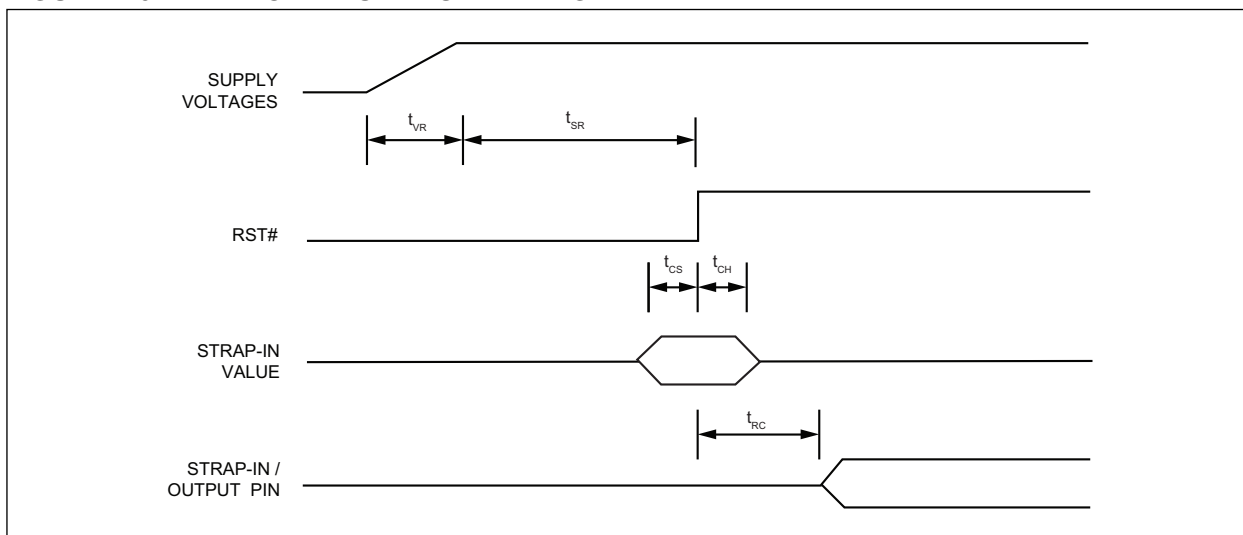 SUPPLY
VOLTAGES
tVR
tSR
RST#
tCS
tCH
STRAP-IN
VALUE
tRC
STRAP-IN /
OUTPUT PIN